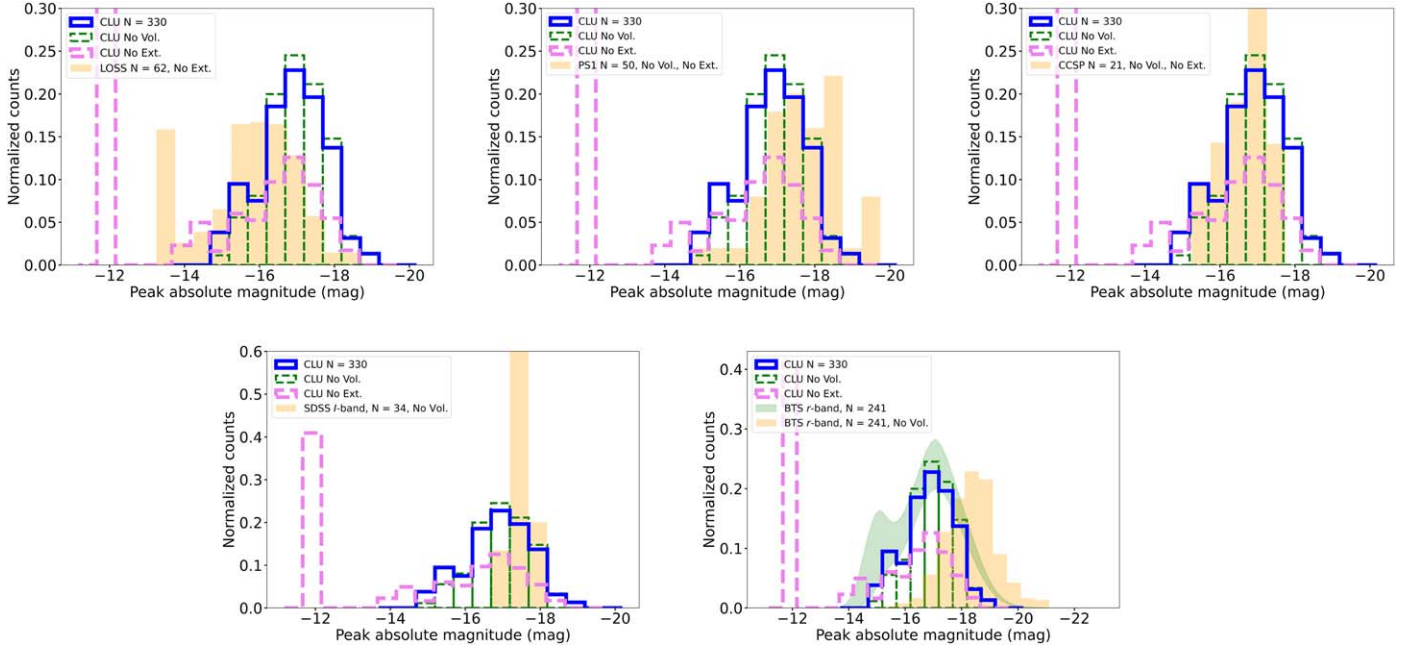 0.30
0.25
0.20
0.15
0.10
0.05
0.00
Normalized counts
CLU N = 330
CLU No Vol.
CLU No Ext.
LOSS N = 62, No Ext.
−12 −14 −16 −18 −20
Peak absolute magnitude (mag)
0.30
0.25
0.20
0.15
0.10
0.05
0.00
Normalized counts
CLU N = 330
CLU No Vol.
CLU No Ext.
PS1 N = 50, No Vol., No Ext.
−12 −14 −16 −18 −20
Peak absolute magnitude (mag)
0.30
0.25
0.20
0.15
0.10
0.05
0.00
Normalized counts
CLU N = 330
CLU No Vol.
CLU No Ext.
CCSP N = 21, No Vol., No Ext.
−12 −14 −16 −18 −20
Peak absolute magnitude (mag)
0.6
0.5
0.4
0.3
0.2
0.1
0.0
Normalized counts
CLU N = 330
CLU No Vol.
CLU No Ext.
SDSS I-band, N = 34, No Vol.
−12 −14 −16 −18 −20
Peak absolute magnitude (mag)
0.4
0.3
0.2
0.1
0.0
Normalized counts
CLU N = 330
CLU No Vol.
CLU No Ext.
BTS r-band, N = 241
BTS r-band, N = 241, No Vol.
−12 −14 −16 −18 −20 −22
Peak absolute magnitude (mag)